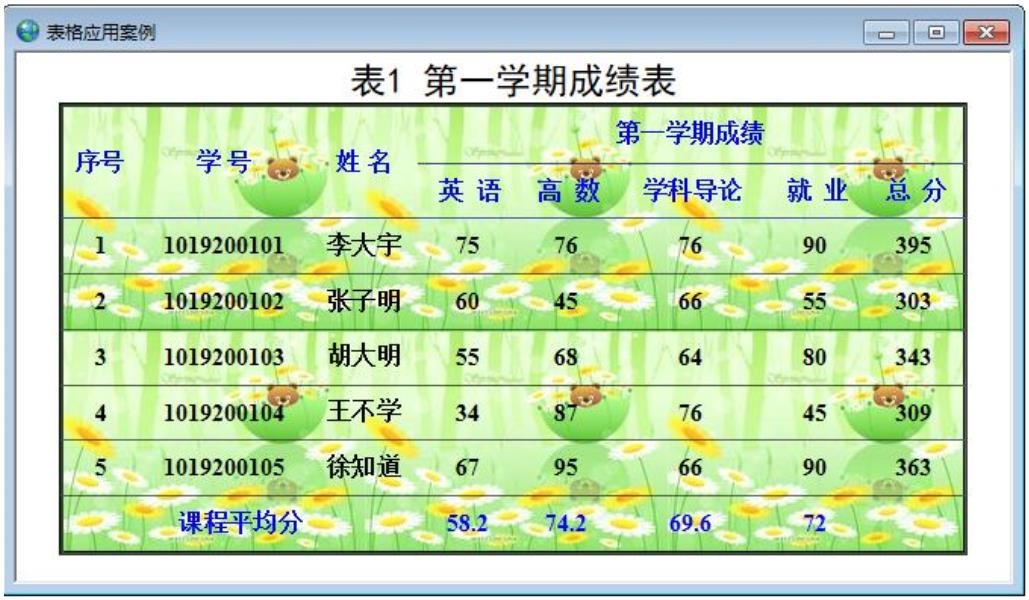 表格应用案例
表1 第一学期成绩表
序号 学号 姓名 第一学期成绩
英语 高数 学科导论 就业 总分
1 1019200101 李大宇 75 76 76 90 395
2 1019200102 张子明 60 45 66 55 303
3 1019200103 胡大明 55 68 64 80 343
4 1019200104 王不学 34 87 76 45 309
5 1019200105 徐知道 67 95 66 90 363
课程平均分 58.2 74.2 69.6 72